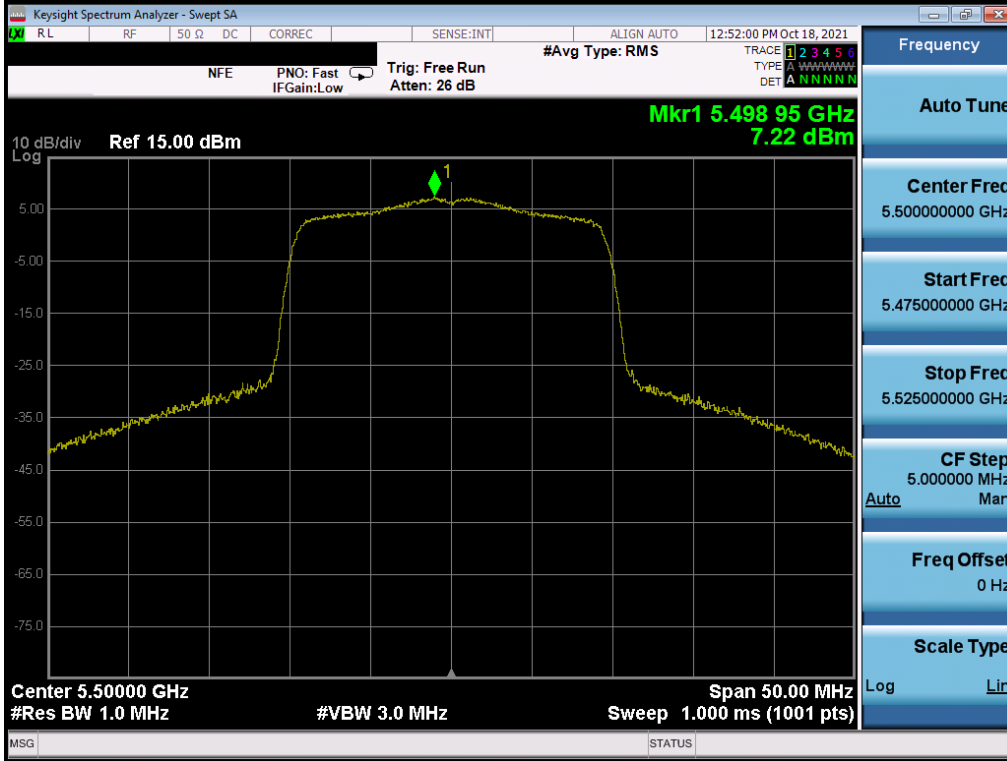 Keysight Spectrum Analyzer - Swept SA
LXI RL RF 50 Ω DC CORREC SENSE:INT ALIGN AUTO 12:52:00 PM Oct 18, 2021
#Avg Type: RMS
TRACE 1 2 3 4 5 6
TYPE A WWWWW
DET A N N N N N
NFE
PNO: Fast
IFGain:Low
Trig: Free Run
Atten: 26 dB
Mkr1 5.498 95 GHz
7.22 dBm
10 dB/div
Log
Ref 15.00 dBm
1
5.00
-5.00
-15.0
-25.0
-35.0
-45.0
-55.0
-65.0
-75.0
Center 5.50000 GHz
Span 50.00 MHz
#Res BW 1.0 MHz
#VBW 3.0 MHz
Sweep 1.000 ms (1001 pts)
MSG
STATUS
Frequency
Auto Tune
Center Freq
5.500000000 GHz
Start Freq
5.475000000 GHz
Stop Freq
5.525000000 GHz
CF Step
5.000000 MHz
Auto Man
Freq Offset
0 Hz
Scale Type
Log Lin